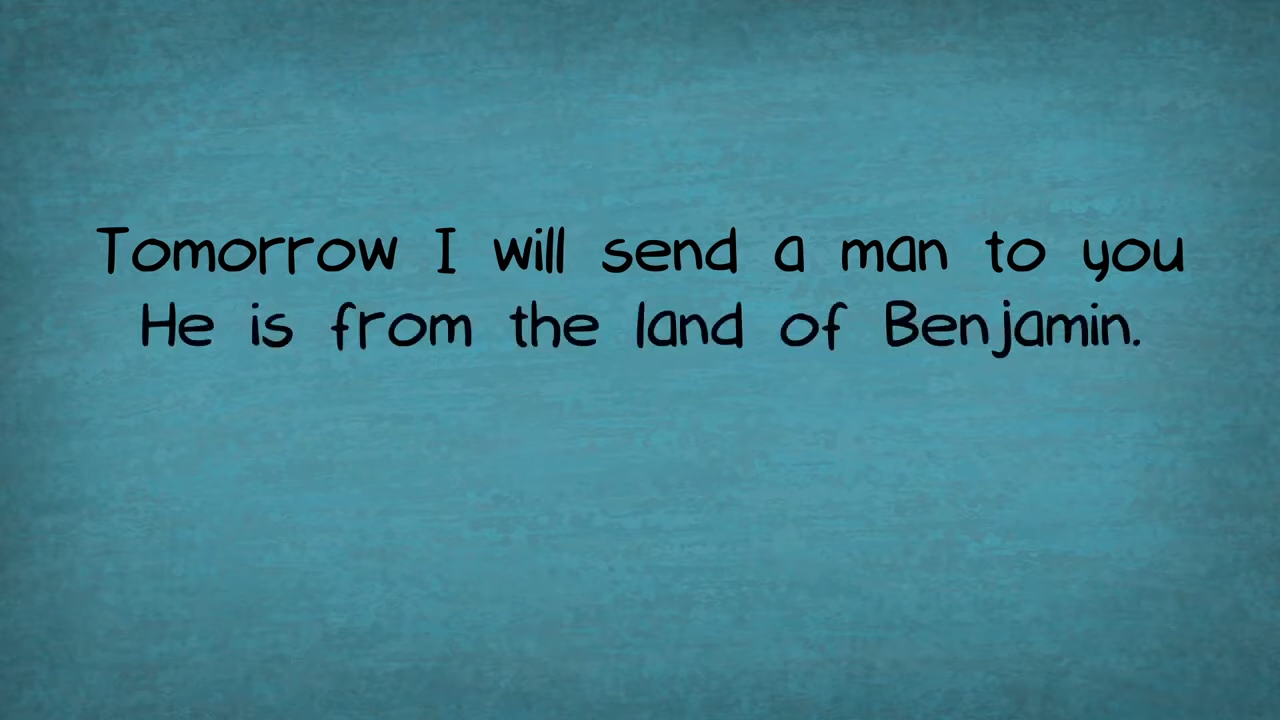 Tomorrow I will send a man to you
He is from the land of Benjamin.